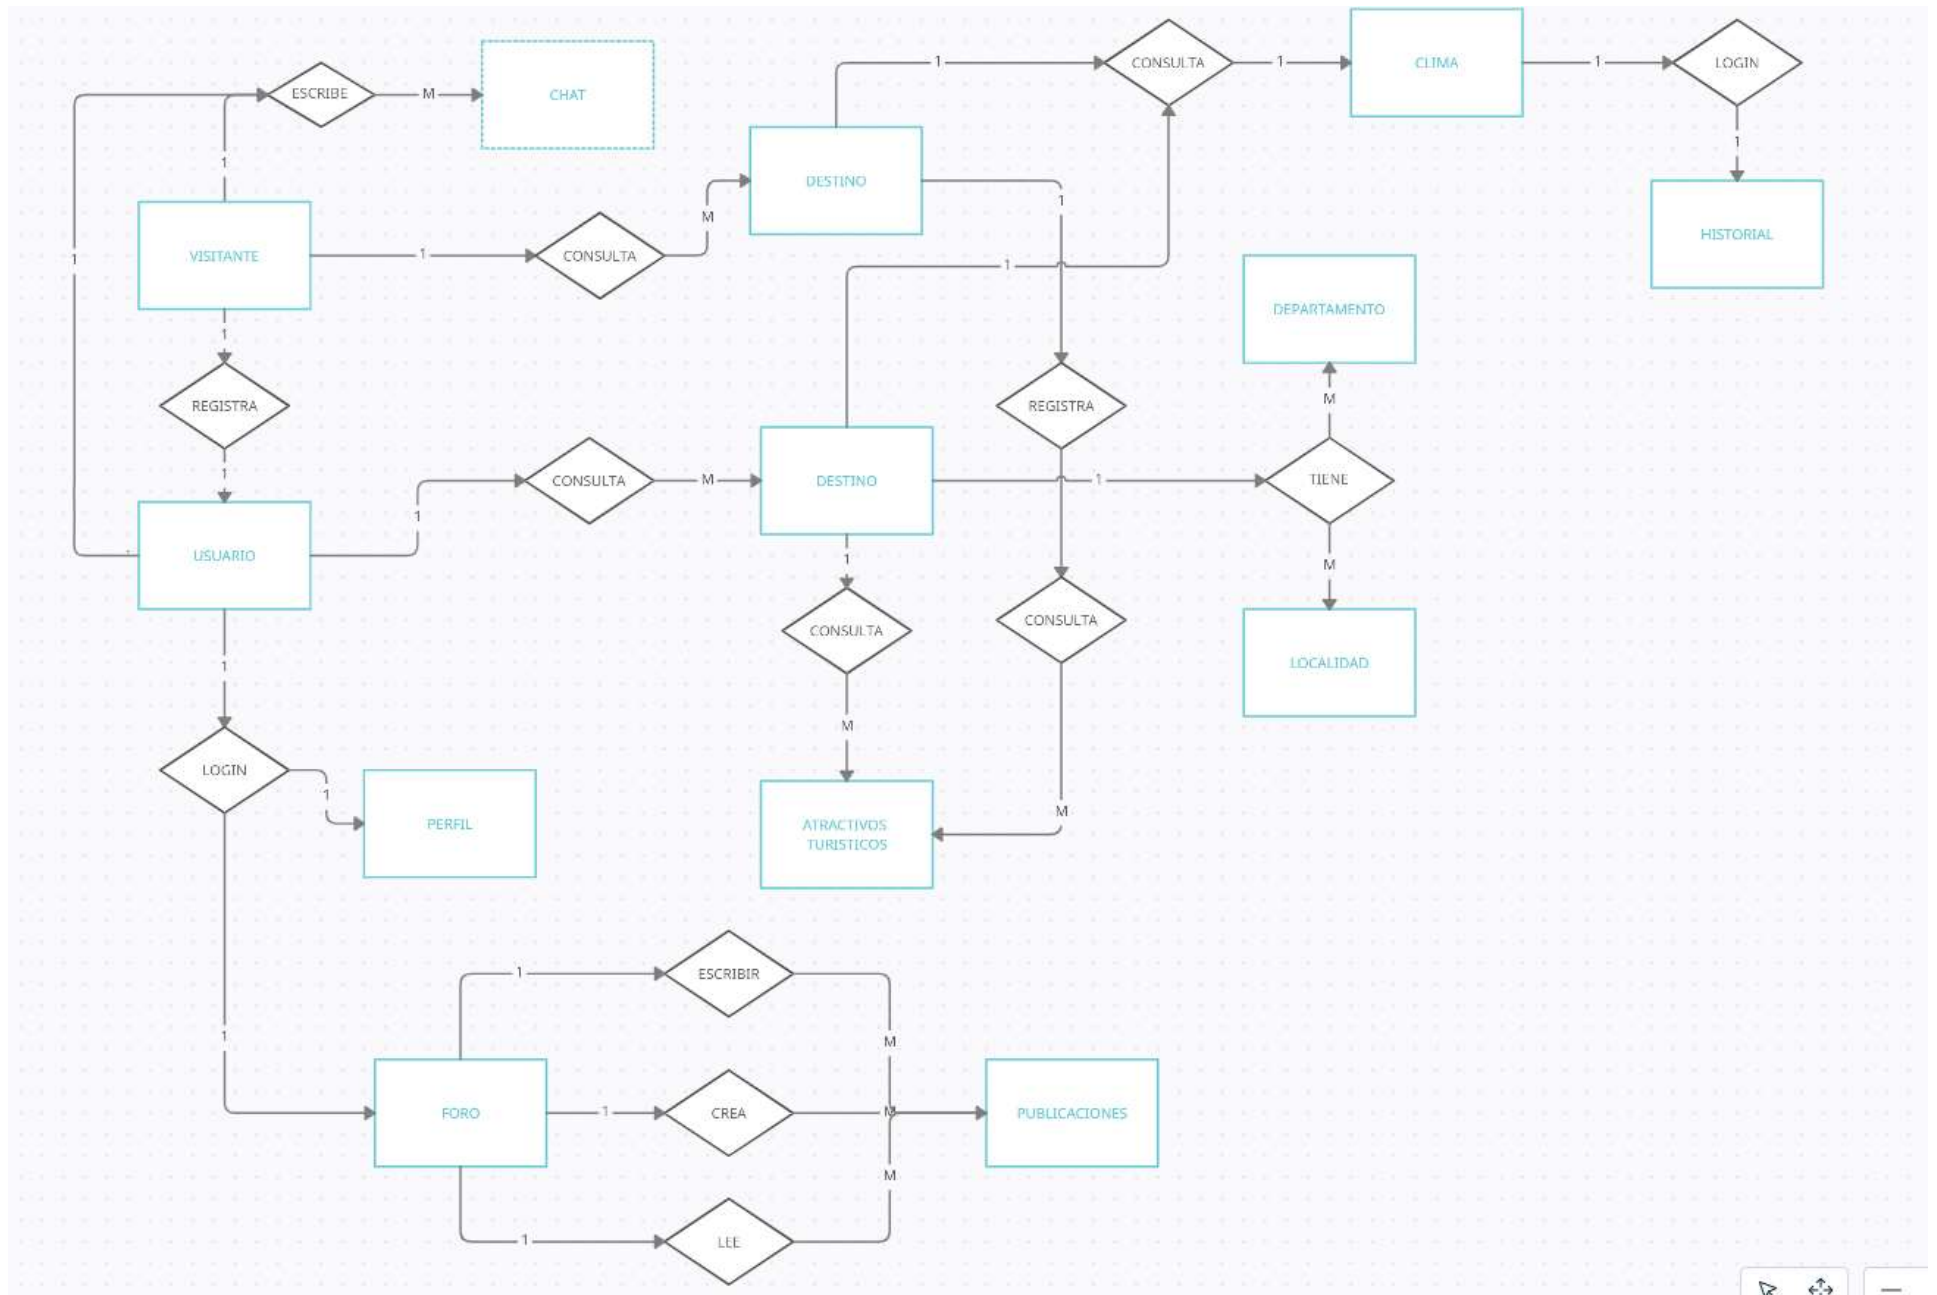 CONSULTA
CLIMA
LOGIN
1
1
1
ESCRIBE
CHAT
M
1
1
DESTINO
1
M
HISTORIAL
VISITANTE
1
CONSULTA
1
1
DEPARTAMENTO
1
M
REGISTRA
REGISTRA
1
CONSULTA
M
DESTINO
1
TIENE
1
USUARIO
1
1
M
CONSULTA
CONSULTA
LOCALIDAD
1
M
LOGIN
1
PERFIL
M
ATRACTIVOS
TURISTICOS
1
ESCRIBIR
1
M
FORO
1
CREA
M
PUBLICACIONES
M
1
LEE